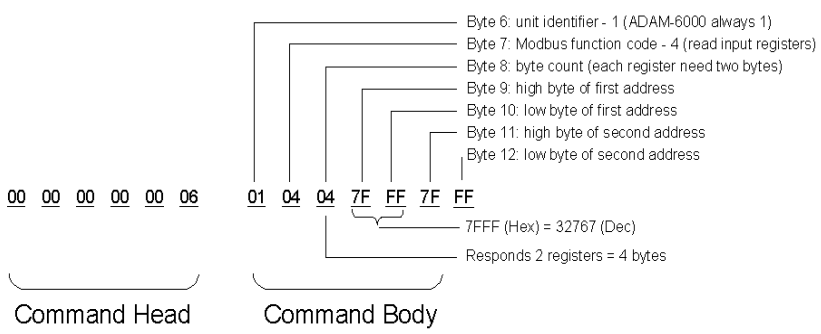 Byte 6: unit identifier - 1 (ADAM-6000 always 1)
Byte 7: Modbus function code - 4 (read input registers)
Byte 8: byte count (each register need two bytes)
Byte 9: high byte of first address
Byte 10: low byte of first address
Byte 11: high byte of second address
Byte 12: low byte of second address
00 00 00 00 00 06 01 04 04 7F FF 7F FF
7FFF (Hex) = 32767 (Dec)
Responds 2 registers = 4 bytes
Command Head Command Body